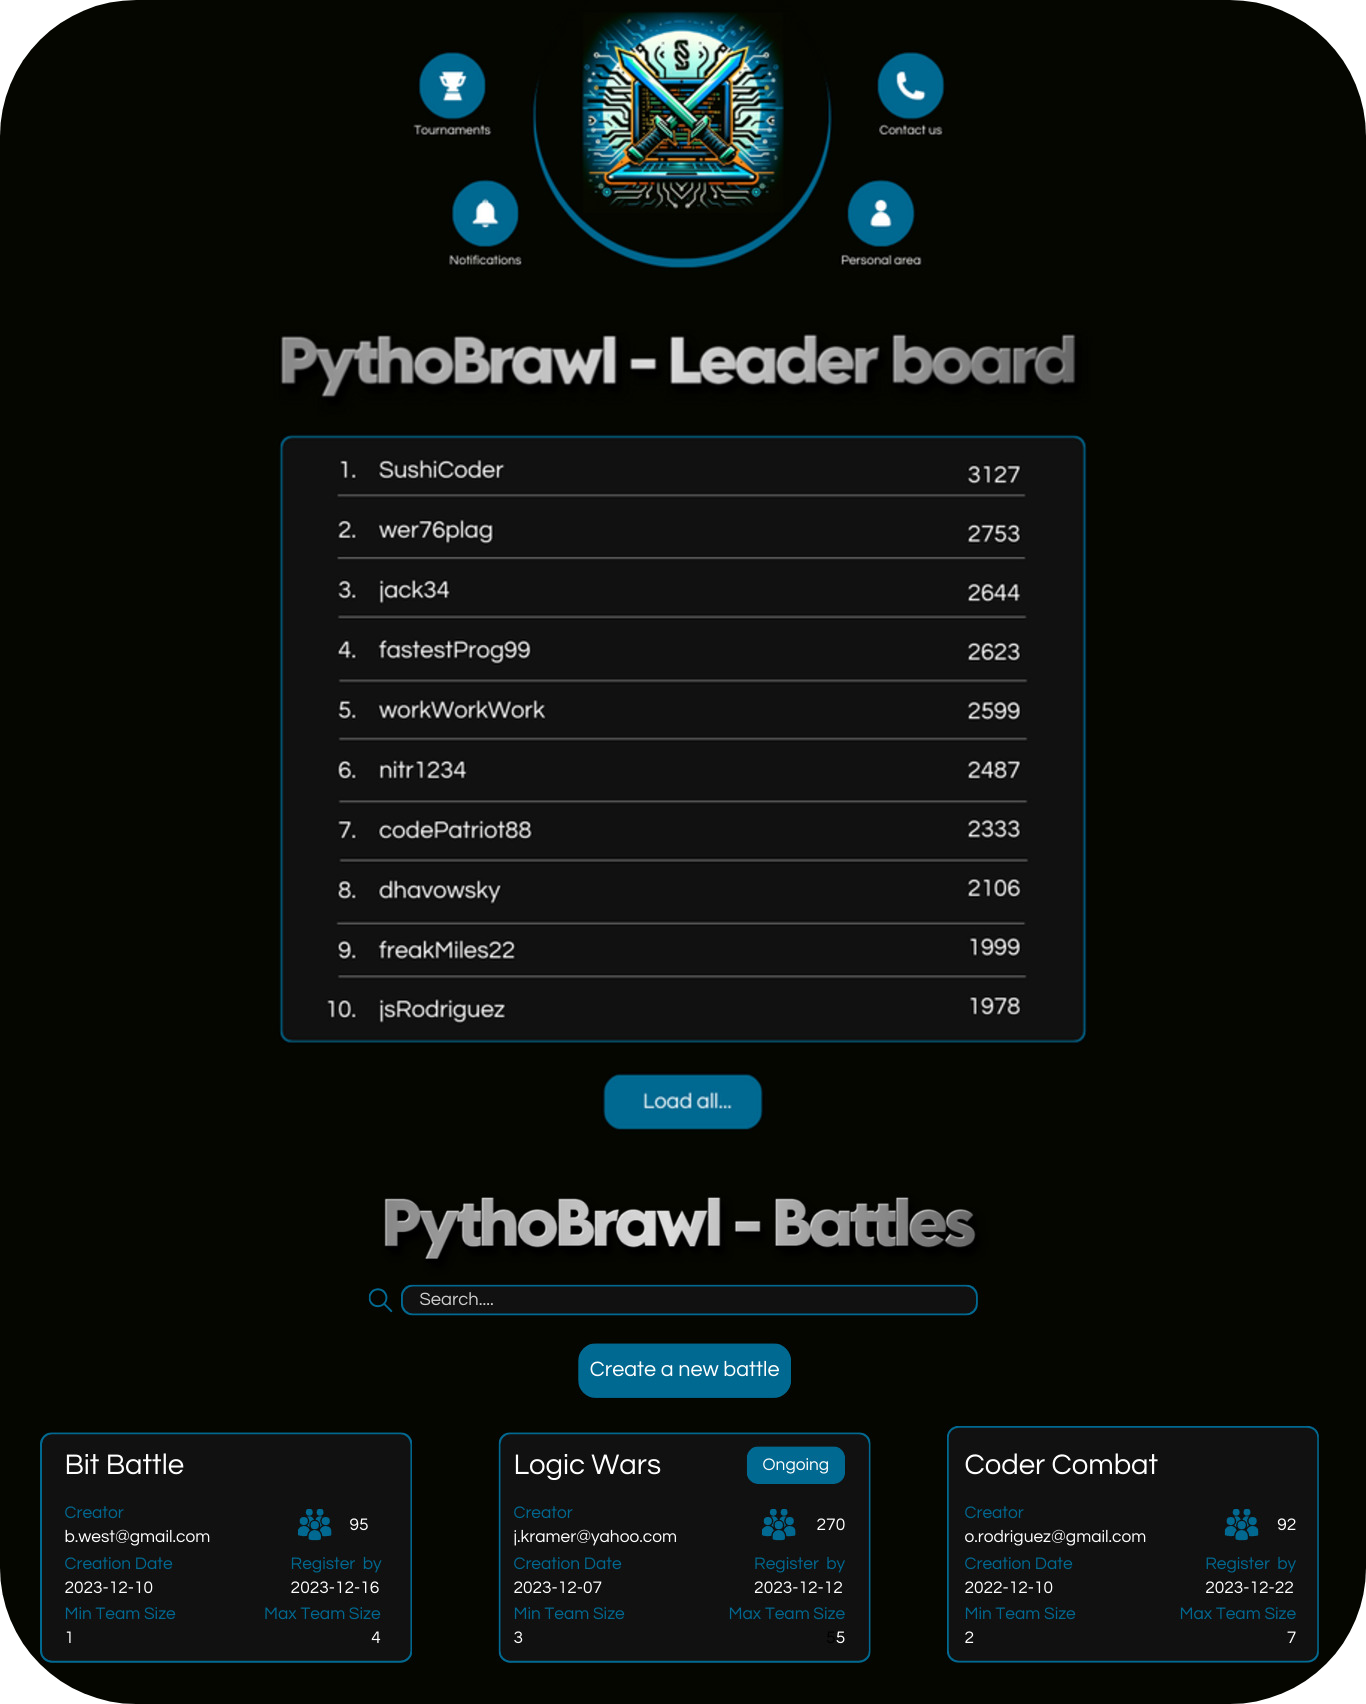 Tournaments
Contact us
Notifications
Personal area
PythoBrawl - Leader board
1. SushiCoder 3127
2. wer76plag 2753
3. jack34 2644
4. fastestProg99 2623
5. workWorkWork 2599
6. nitr1234 2487
7. codePatriot88 2333
8. dhavowsky 2106
9. freakMiles22 1999
10. jsRodriguez 1978
Load all...
PythoBrawl - Battles
Search....
Create a new battle
Bit Battle
Creator
b.west@gmail.com
95
Creation Date Register by
2023-12-10 2023-12-16
Min Team Size Max Team Size
1 4
Logic Wars Ongoing
Creator
j.kramer@yahoo.com
270
Creation Date Register by
2023-12-07 2023-12-12
Min Team Size Max Team Size
3 5
Coder Combat
Creator
o.rodriguez@gmail.com
92
Creation Date Register by
2022-12-10 2023-12-22
Min Team Size Max Team Size
2 7